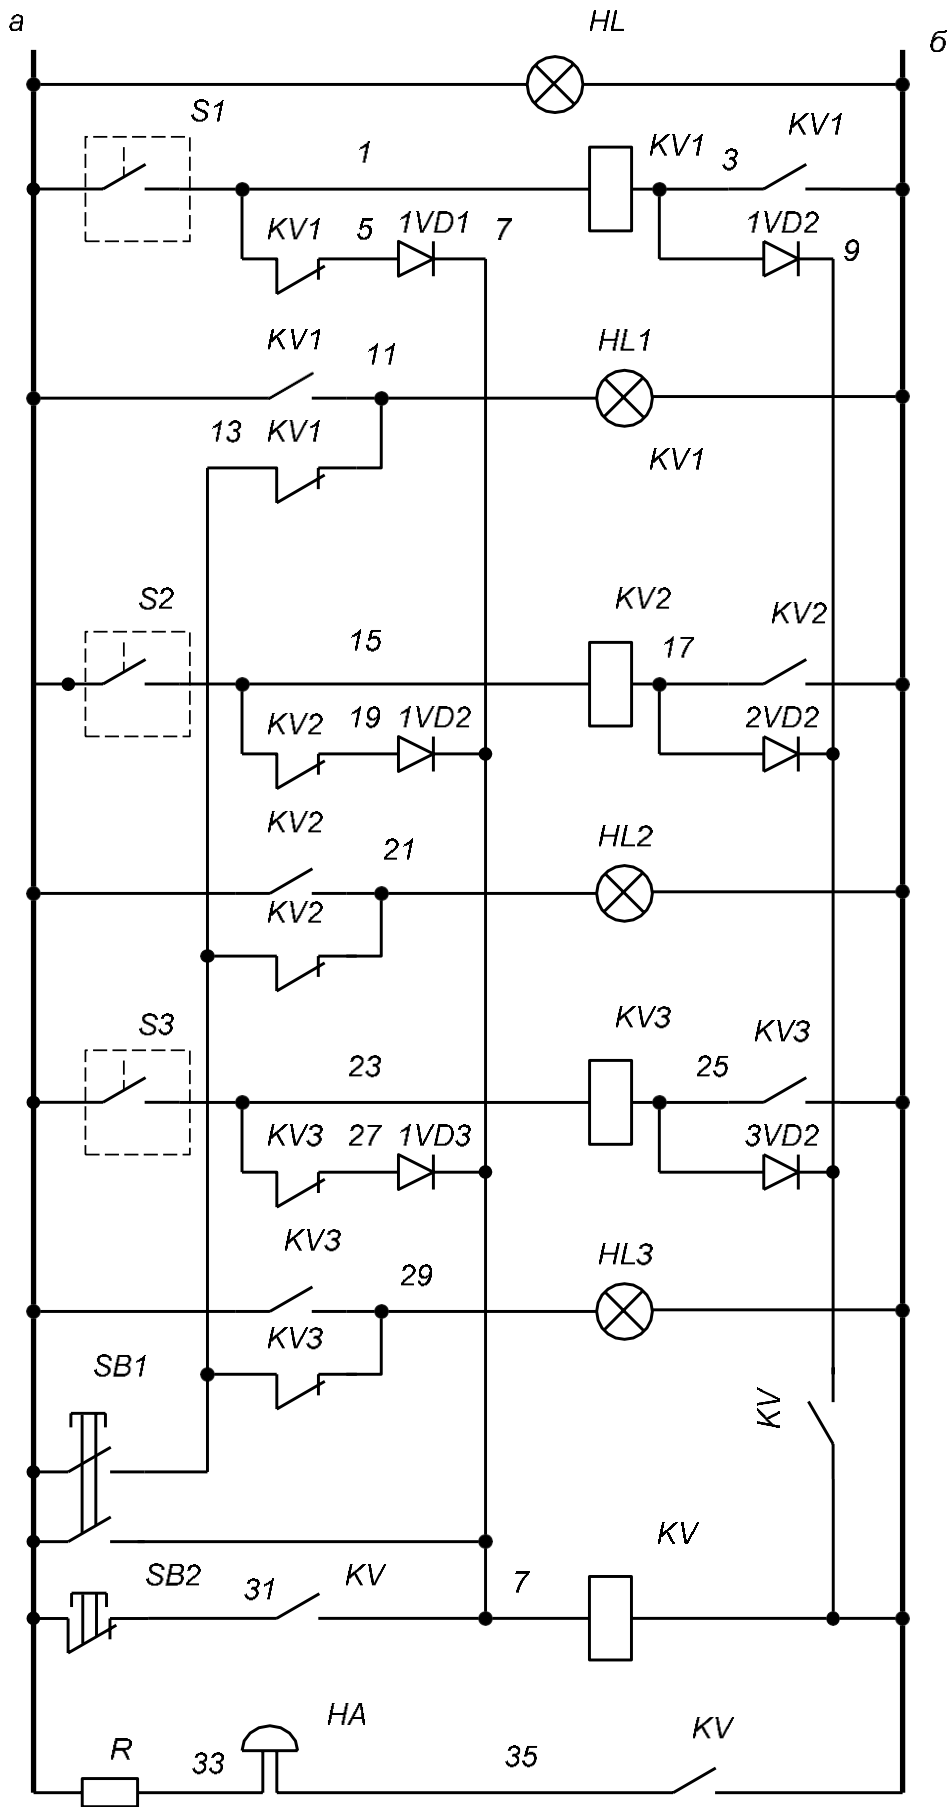 а
HL
б
S1
1
KV1
3
KV1
KV1
5
1VD1
7
1VD2
9
KV1
11
HL1
13
KV1
KV1
S2
15
KV2
17
KV2
KV2
19
1VD2
2VD2
KV2
21
HL2
KV2
S3
23
KV3
25
KV3
KV3
27
1VD3
3VD2
KV3
29
HL3
KV3
SB1
KV
KV
SB2
31
KV
7
R
33
HA
35
KV